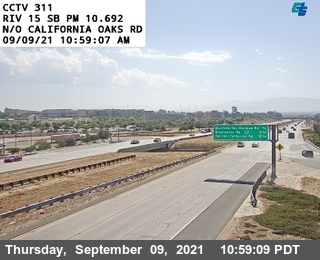 CCTV 311
RIV 15 SB PM 10.692
N/O CALIFORNIA OAKS RD
09/09/21 10:59:07 AM
Thursday, September 09, 2021 10:59:09 PDT